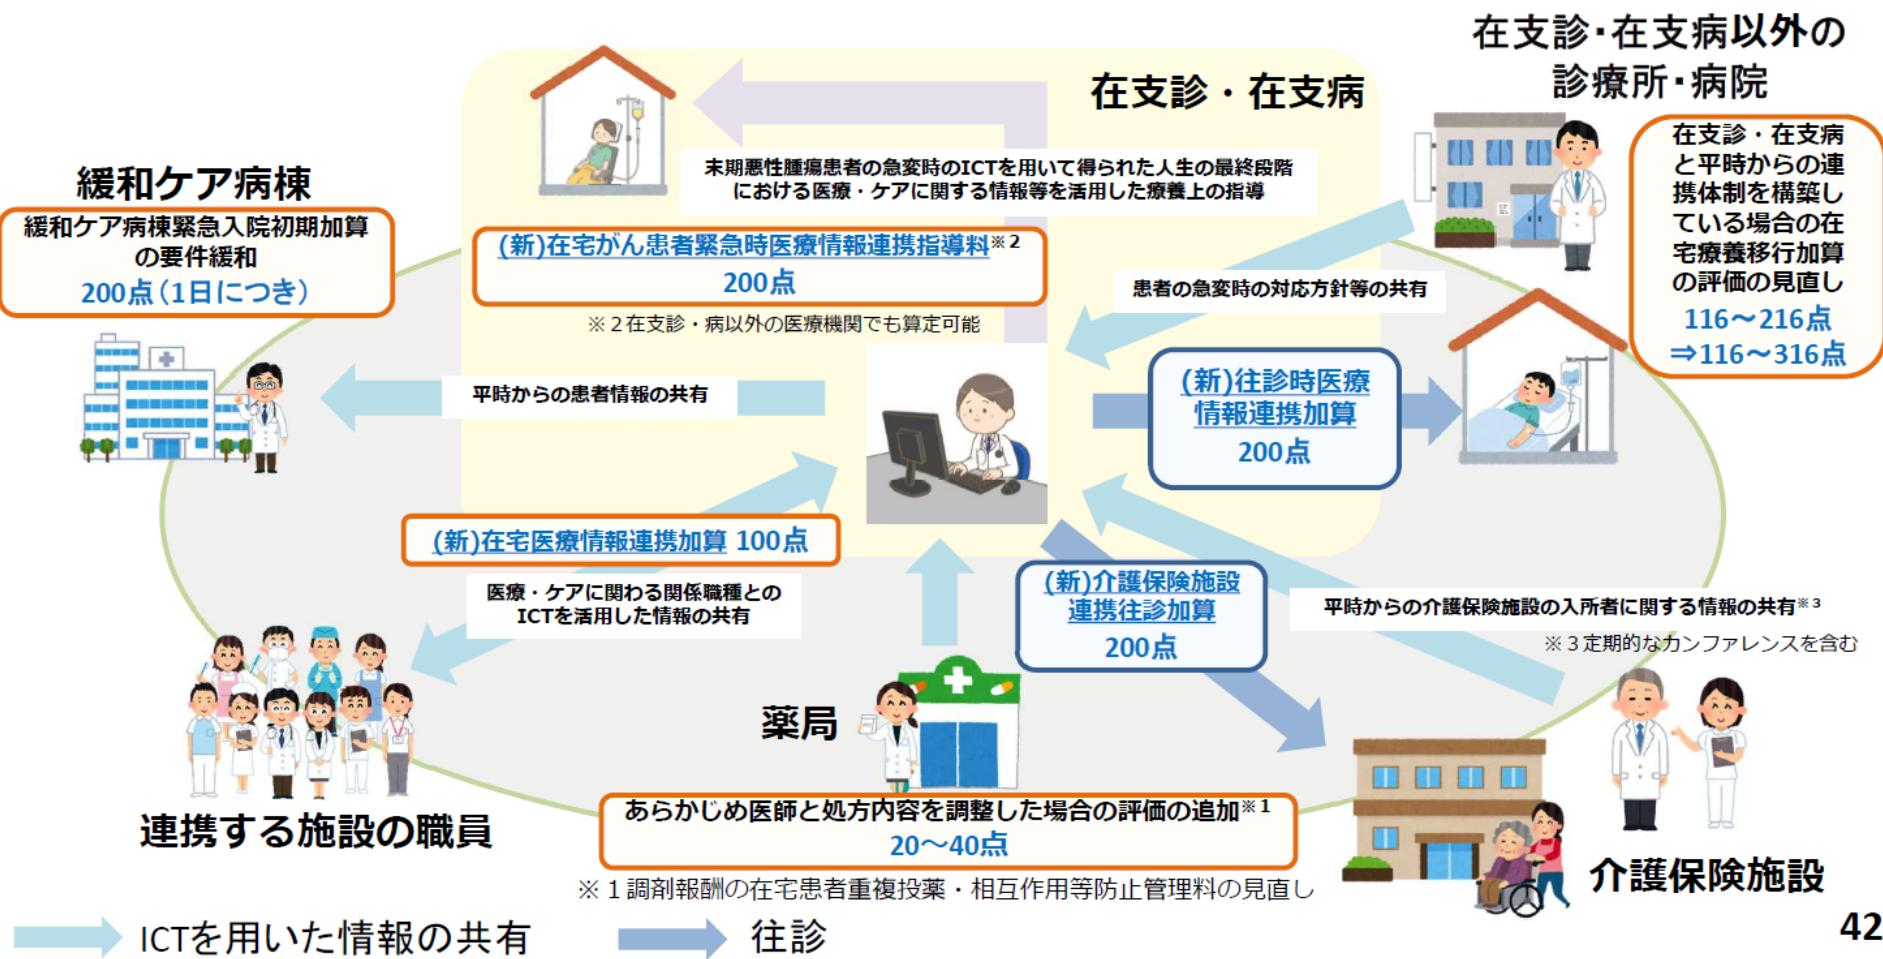 在支診・在支病以外の
診療所・病院
在支診・在支病
と平時からの連
携体制を構築し
ている場合の在
宅療養移行加算
の評価の見直し
116～216点
⇒116～316点
在支診・在支病
末期悪性腫瘍患者の急変時のICTを用いて得られた人生の最終段階
における医療・ケアに関する情報等を活用した療養上の指導
緩和ケア病棟
緩和ケア病棟緊急入院初期加算
の要件緩和
200点（1日につき）
(新)在宅がん患者緊急時医療情報連携指導料※2
200点
※２在支診・病以外の医療機関でも算定可能
患者の急変時の対応方針等の共有
平時からの患者情報の共有
(新)往診時医療
情報連携加算
200点
(新)在宅医療情報連携加算 100点
医療・ケアに関わる関係職種との
ICTを活用した情報の共有
(新)介護保険施設
連携往診加算
200点
平時からの介護保険施設の入所者に関する情報の共有※3
※３定期的なカンファレンスを含む
薬局
連携する施設の職員
あらかじめ医師と処方内容を調整した場合の評価の追加※1
20～40点
※１調剤報酬の在宅患者重複投薬・相互作用等防止管理料の見直し
介護保険施設
ICTを用いた情報の共有
往診
42